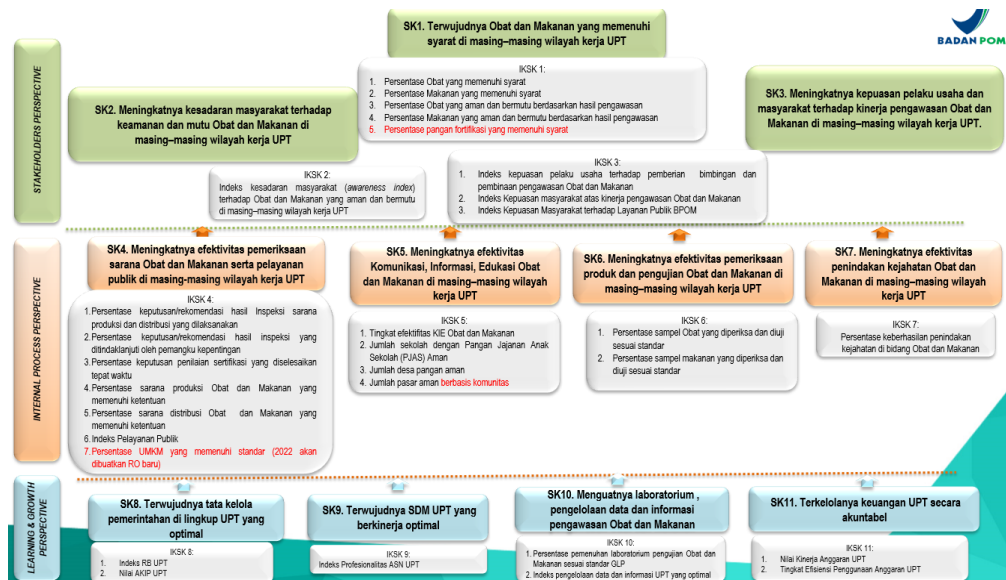 SK1. Terwujudnya Obat dan Makanan yang memenuhi
syarat di masing–masing wilayah kerja UPT
BADAN POM
STAKEHOLDERS PERSPECTIVE
IKSK 1:
1. Persentase Obat yang memenuhi syarat
2. Persentase Makanan yang memenuhi syarat
3. Persentase Obat yang aman dan bermutu berdasarkan hasil pengawasan
4. Persentase Makanan yang aman dan bermutu berdasarkan hasil pengawasan
5. Persentase pangan fortifikasi yang memenuhi syarat
SK2. Meningkatnya kesadaran masyarakat terhadap
keamanan dan mutu Obat dan Makanan di
masing–masing wilayah kerja UPT
SK3. Meningkatnya kepuasan pelaku usaha dan
masyarakat terhadap kinerja pengawasan Obat dan
Makanan di masing–masing wilayah kerja UPT.
IKSK 2:
Indeks kesadaran masyarakat (awareness index)
terhadap Obat dan Makanan yang aman dan bermutu
di masing–masing wilayah kerja UPT
IKSK 3:
1. Indeks kepuasan pelaku usaha terhadap pemberian bimbingan dan
pembinaan pengawasan Obat dan Makanan
2. Indeks Kepuasan masyarakat atas kinerja pengawasan Obat dan Makanan
3. Indeks Kepuasan Masyarakat terhadap Layanan Publik BPOM
INTERNAL PROCESS PERSPECTIVE
SK4. Meningkatnya efektivitas pemeriksaan
sarana Obat dan Makanan serta pelayanan
publik di masing-masing wilayah kerja UPT
IKSK 4:
1.Persentase keputusan/rekomendasi hasil Inspeksi sarana
produksi dan distribusi yang dilaksanakan
2.Persentase keputusan/rekomendasi hasil inspeksi yang
ditindaklanjuti oleh pemangku kepentingan
3.Persentase keputusan penilaian sertifikasi yang diselesaikan
tepat waktu
4.Persentase sarana produksi Obat dan Makanan yang
memenuhi ketentuan
5.Persentase sarana distribusi Obat dan Makanan yang
memenuhi ketentuan
6.Indeks Pelayanan Publik
7.Persentase UMKM yang memenuhi standar (2022 akan
dibuatkan RO baru)
SK5. Meningkatnya efektivitas
Komunikasi, Informasi, Edukasi Obat
dan Makanan di masing–masing wilayah
kerja UPT
IKSK 5:
1. Tingkat efektifitas KIE Obat dan Makanan
2. Jumlah sekolah dengan Pangan Jajanan Anak
Sekolah (PJAS) Aman
3. Jumlah desa pangan aman
4. Jumlah pasar aman berbasis komunitas
SK6. Meningkatnya efektivitas pemeriksaan
produk dan pengujian Obat dan Makanan di
masing–masing wilayah kerja UPT
IKSK 6:
1. Persentase sampel Obat yang diperiksa dan diuji
sesuai standar
2. Persentase sampel makanan yang diperiksa dan
diuji sesuai standar
SK7. Meningkatnya efektivitas
penindakan kejahatan Obat dan
Makanan di masing–masing wilayah
kerja UPT
IKSK 7:
Persentase keberhasilan penindakan
kejahatan di bidang Obat dan Makanan
LEARNING & GROWTH
PERSPECTIVE
SK8. Terwujudnya tata kelola
pemerintahan di lingkup UPT yang
optimal
IKSK 8:
1. Indeks RB UPT
2. Nilai AKIP UPT
SK9. Terwujudnya SDM UPT yang
berkinerja optimal
IKSK 9:
Indeks Profesionalitas ASN UPT
SK10. Menguatnya laboratorium ,
pengelolaan data dan informasi
pengawasan Obat dan Makanan
IKSK 10:
1. Persentase pemenuhan laboratorium pengujian Obat dan
Makanan sesuai standar GLP
2. Indeks pengelolaan data dan informasi UPT yang optimal
SK11. Terkelolanya keuangan UPT secara
akuntabel
IKSK 11:
1. Nilai Kinerja Anggaran UPT
2. Tingkat Efisiensi Penggunaan Anggaran UPT